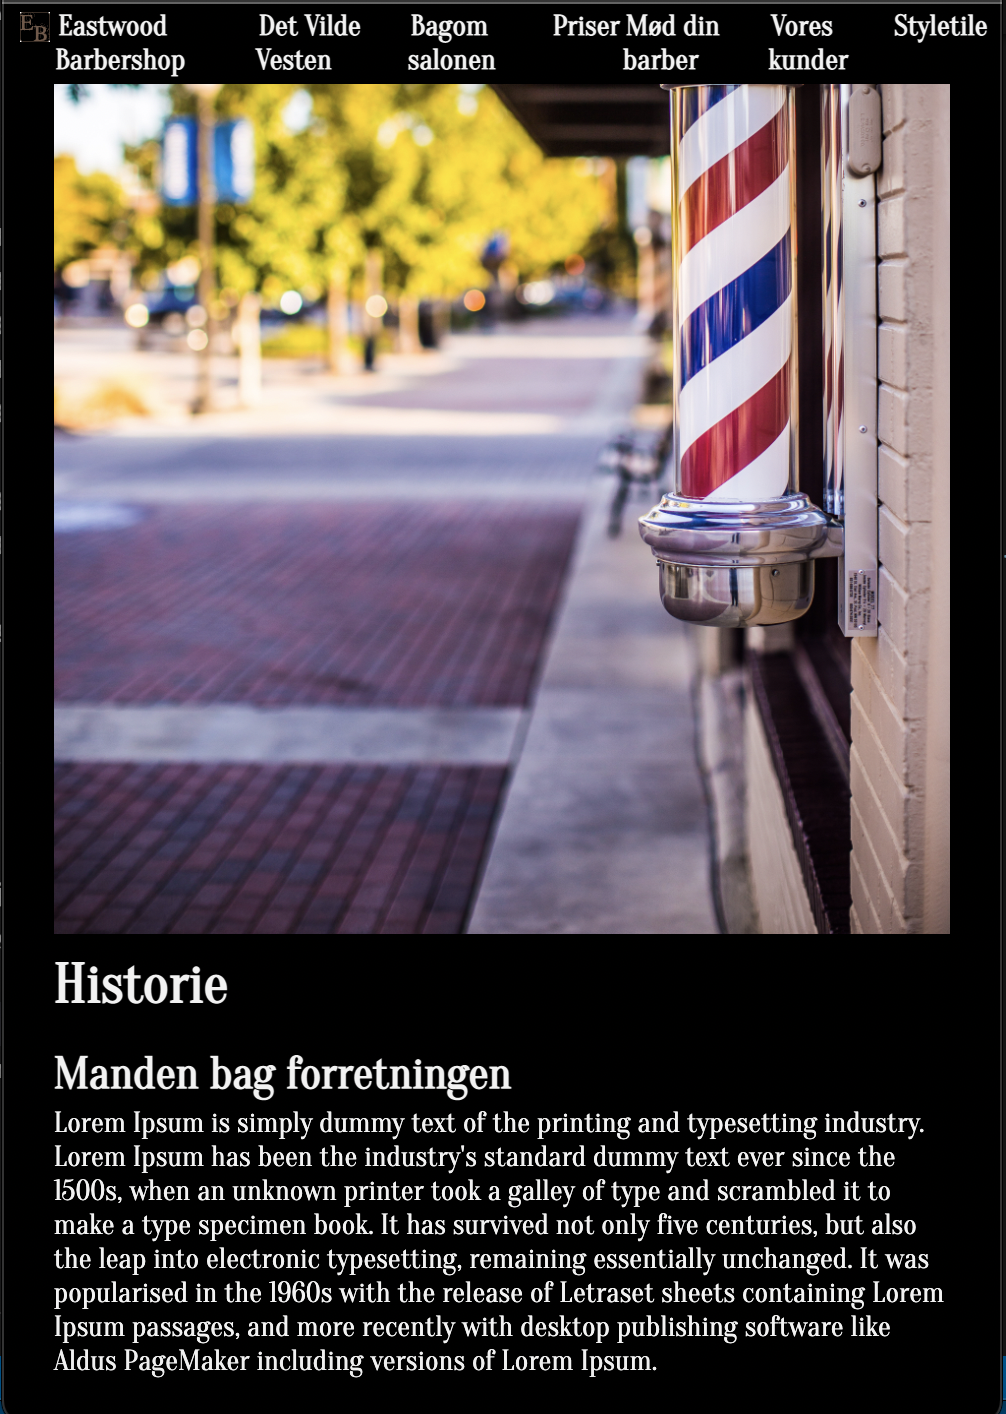 EB
Eastwood Barbershop
Det Vilde Vesten
Bagom salonen
Priser
Mød din barber
Vores kunder
Styletile
Historie
Manden bag forretningen
Lorem Ipsum is simply dummy text of the printing and typesetting industry.
Lorem Ipsum has been the industry's standard dummy text ever since the
1500s, when an unknown printer took a galley of type and scrambled it to
make a type specimen book. It has survived not only five centuries, but also
the leap into electronic typesetting, remaining essentially unchanged. It was
popularised in the 1960s with the release of Letraset sheets containing Lorem
Ipsum passages, and more recently with desktop publishing software like
Aldus PageMaker including versions of Lorem Ipsum.